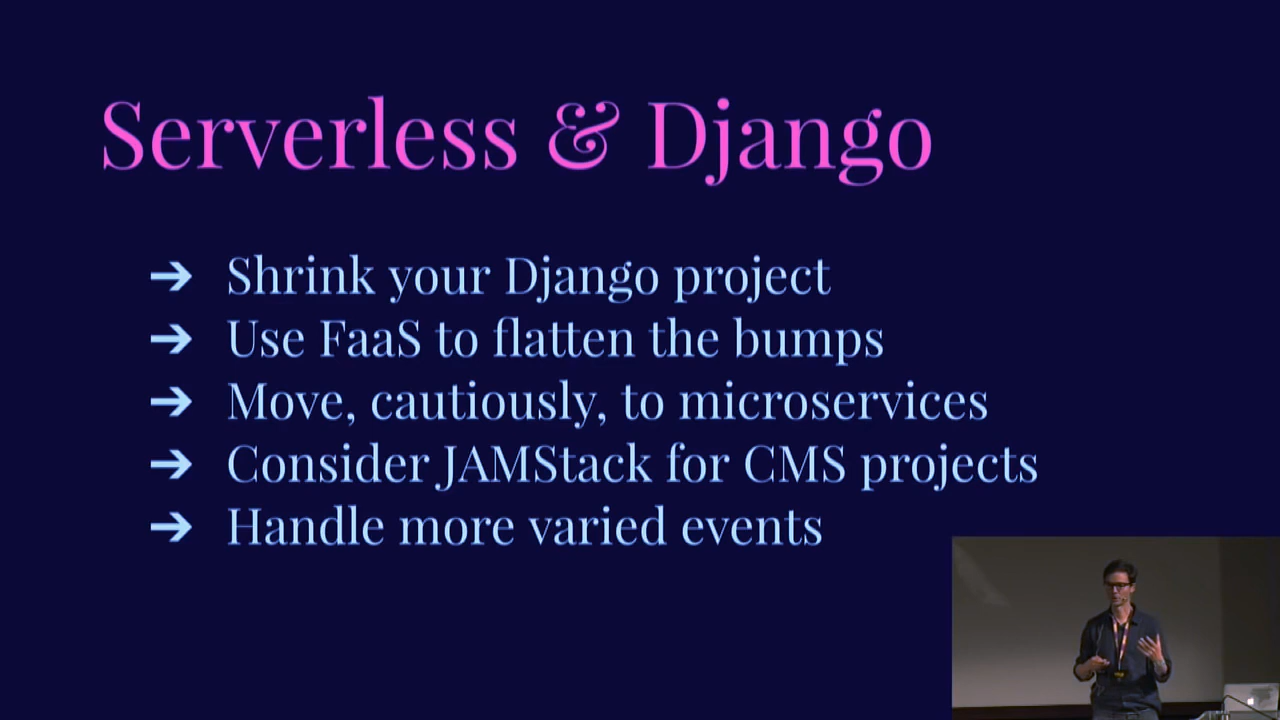 Serverless & Django
➔ Shrink your Django project
➔ Use FaaS to flatten the bumps
➔ Move, cautiously, to microservices
➔ Consider JAMStack for CMS projects
➔ Handle more varied events